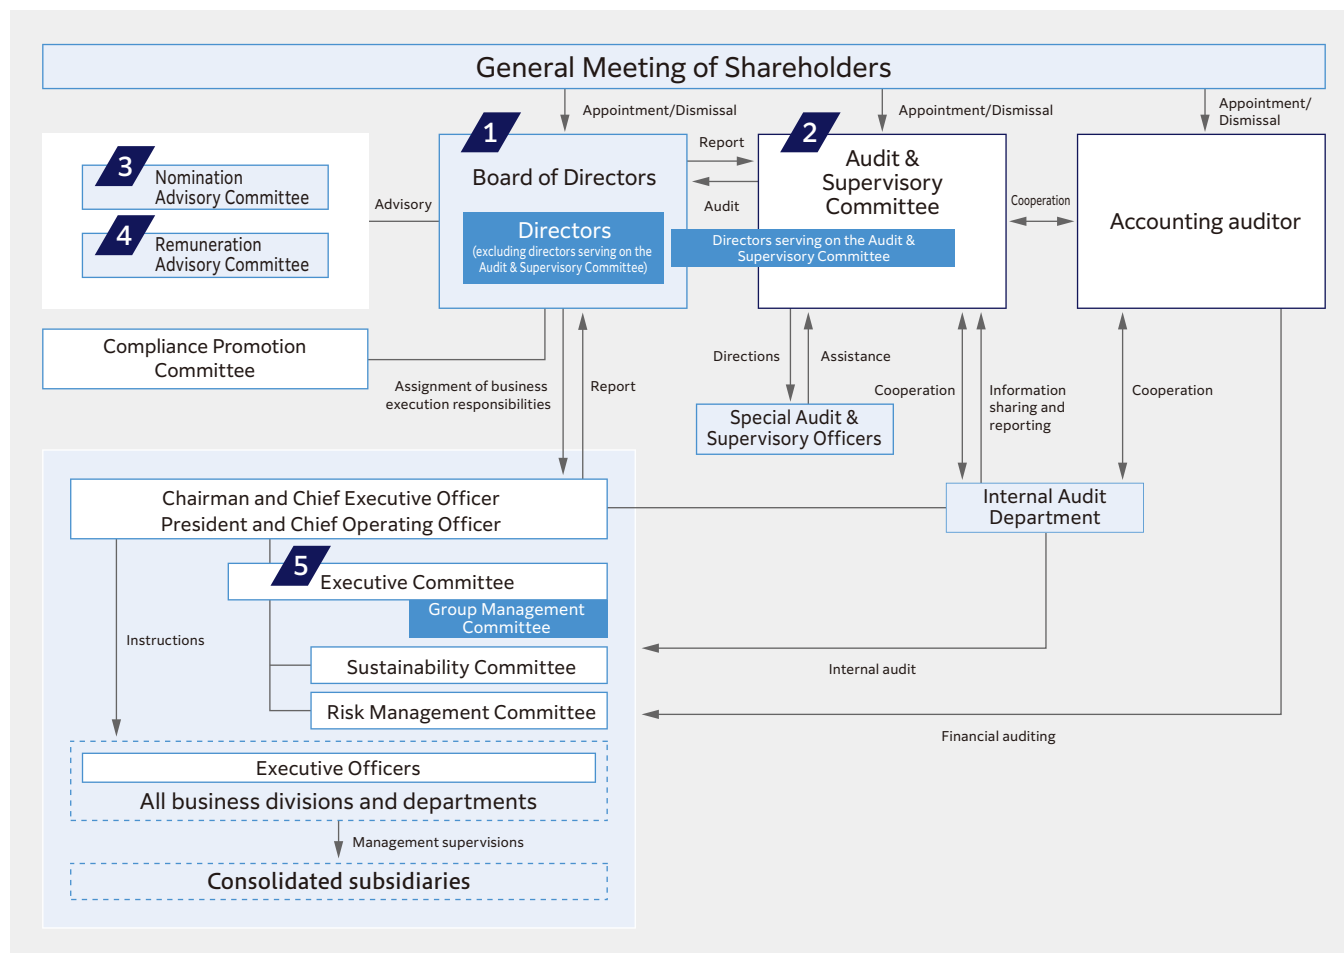 General Meeting of Shareholders
Appointment/Dismissal
Appointment/Dismissal
Appointment/
Dismissal
1
Board of Directors
Directors
(excluding directors serving on the
Audit & Supervisory Committee)
Report
Audit
2
Audit &
Supervisory
Committee
Directors serving on the Audit &
Supervisory Committee
Cooperation
Accounting auditor
3
Nomination
Advisory Committee
4
Remuneration
Advisory Committee
Advisory
Compliance Promotion
Committee
Assignment of business
execution responsibilities
Report
Directions
Assistance
Cooperation
Information
sharing and
reporting
Cooperation
Special Audit &
Supervisory Officers
Internal Audit
Department
Chairman and Chief Executive Officer
President and Chief Operating Officer
5
Executive Committee
Group Management
Committee
Instructions
Sustainability Committee
Risk Management Committee
Internal audit
Financial auditing
Executive Officers
All business divisions and departments
Management supervisions
Consolidated subsidiaries